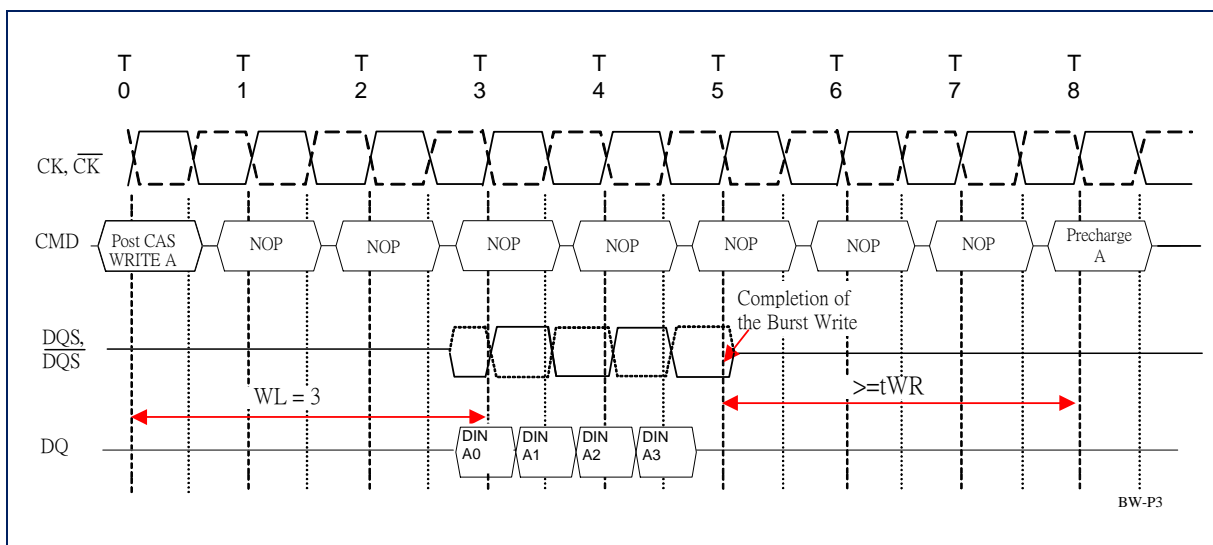 T T T T T T T T T
0 1 2 3 4 5 6 7 8
CK, CK
CMD
Post CAS
WRITE A
NOP
NOP
NOP
NOP
NOP
NOP
NOP
Precharge
A
Completion of
the Burst Write
DQS,
DQS
WL = 3
>=tWR
DQ
DIN
A0
DIN
A1
DIN
A2
DIN
A3
BW-P3